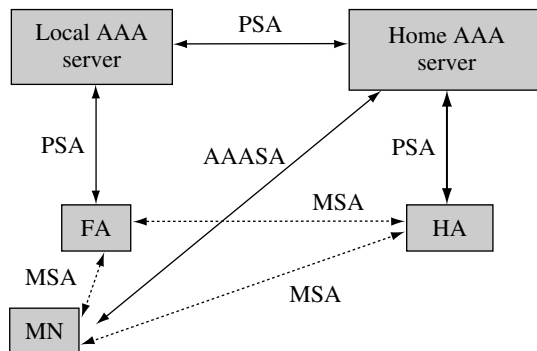 Local AAA
server
PSA
Home AAA
server
PSA
AAASA
PSA
FA
MSA
HA
MSA
MSA
MN